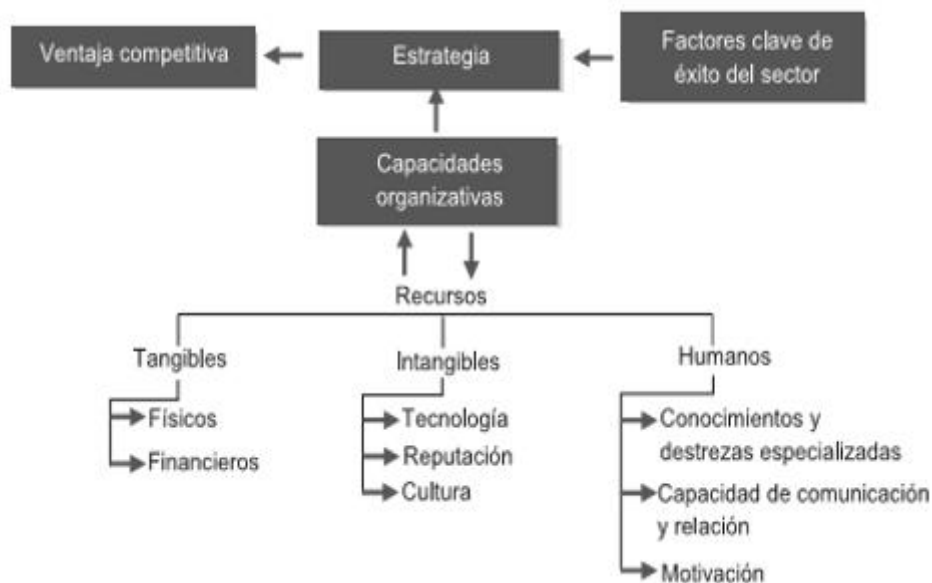 Ventaja competitiva
Estrategia
Factores clave de
éxito del sector
Capacidades
organizativas
Recursos
Tangibles
Físicos
Financieros
Intangibles
Tecnología
Reputación
Cultura
Humanos
Conocimientos y
destrezas especializadas
Capacidad de comunicación
y relación
Motivación